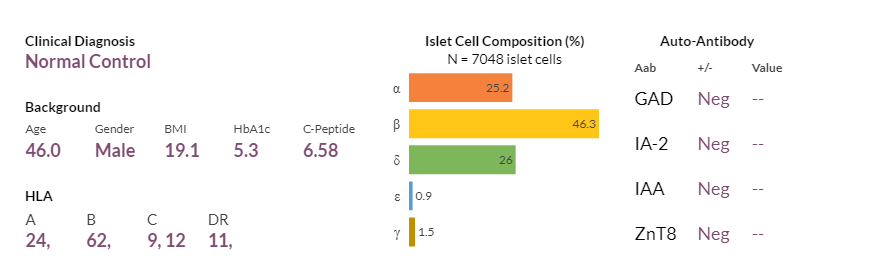 Clinical Diagnosis
Normal Control
Background
Age Gender BMI HbA1c C-Peptide
46.0 Male 19.1 5.3 6.58
HLA
A B C DR
24, 62, 9, 12 11,
Islet Cell Composition (%)
N = 7048 islet cells
α 25.2
β 46.3
δ 26
ε 0.9
γ 1.5
Auto-Antibody
Aab +/- Value
GAD Neg --
IA-2 Neg --
IAA Neg --
ZnT8 Neg --